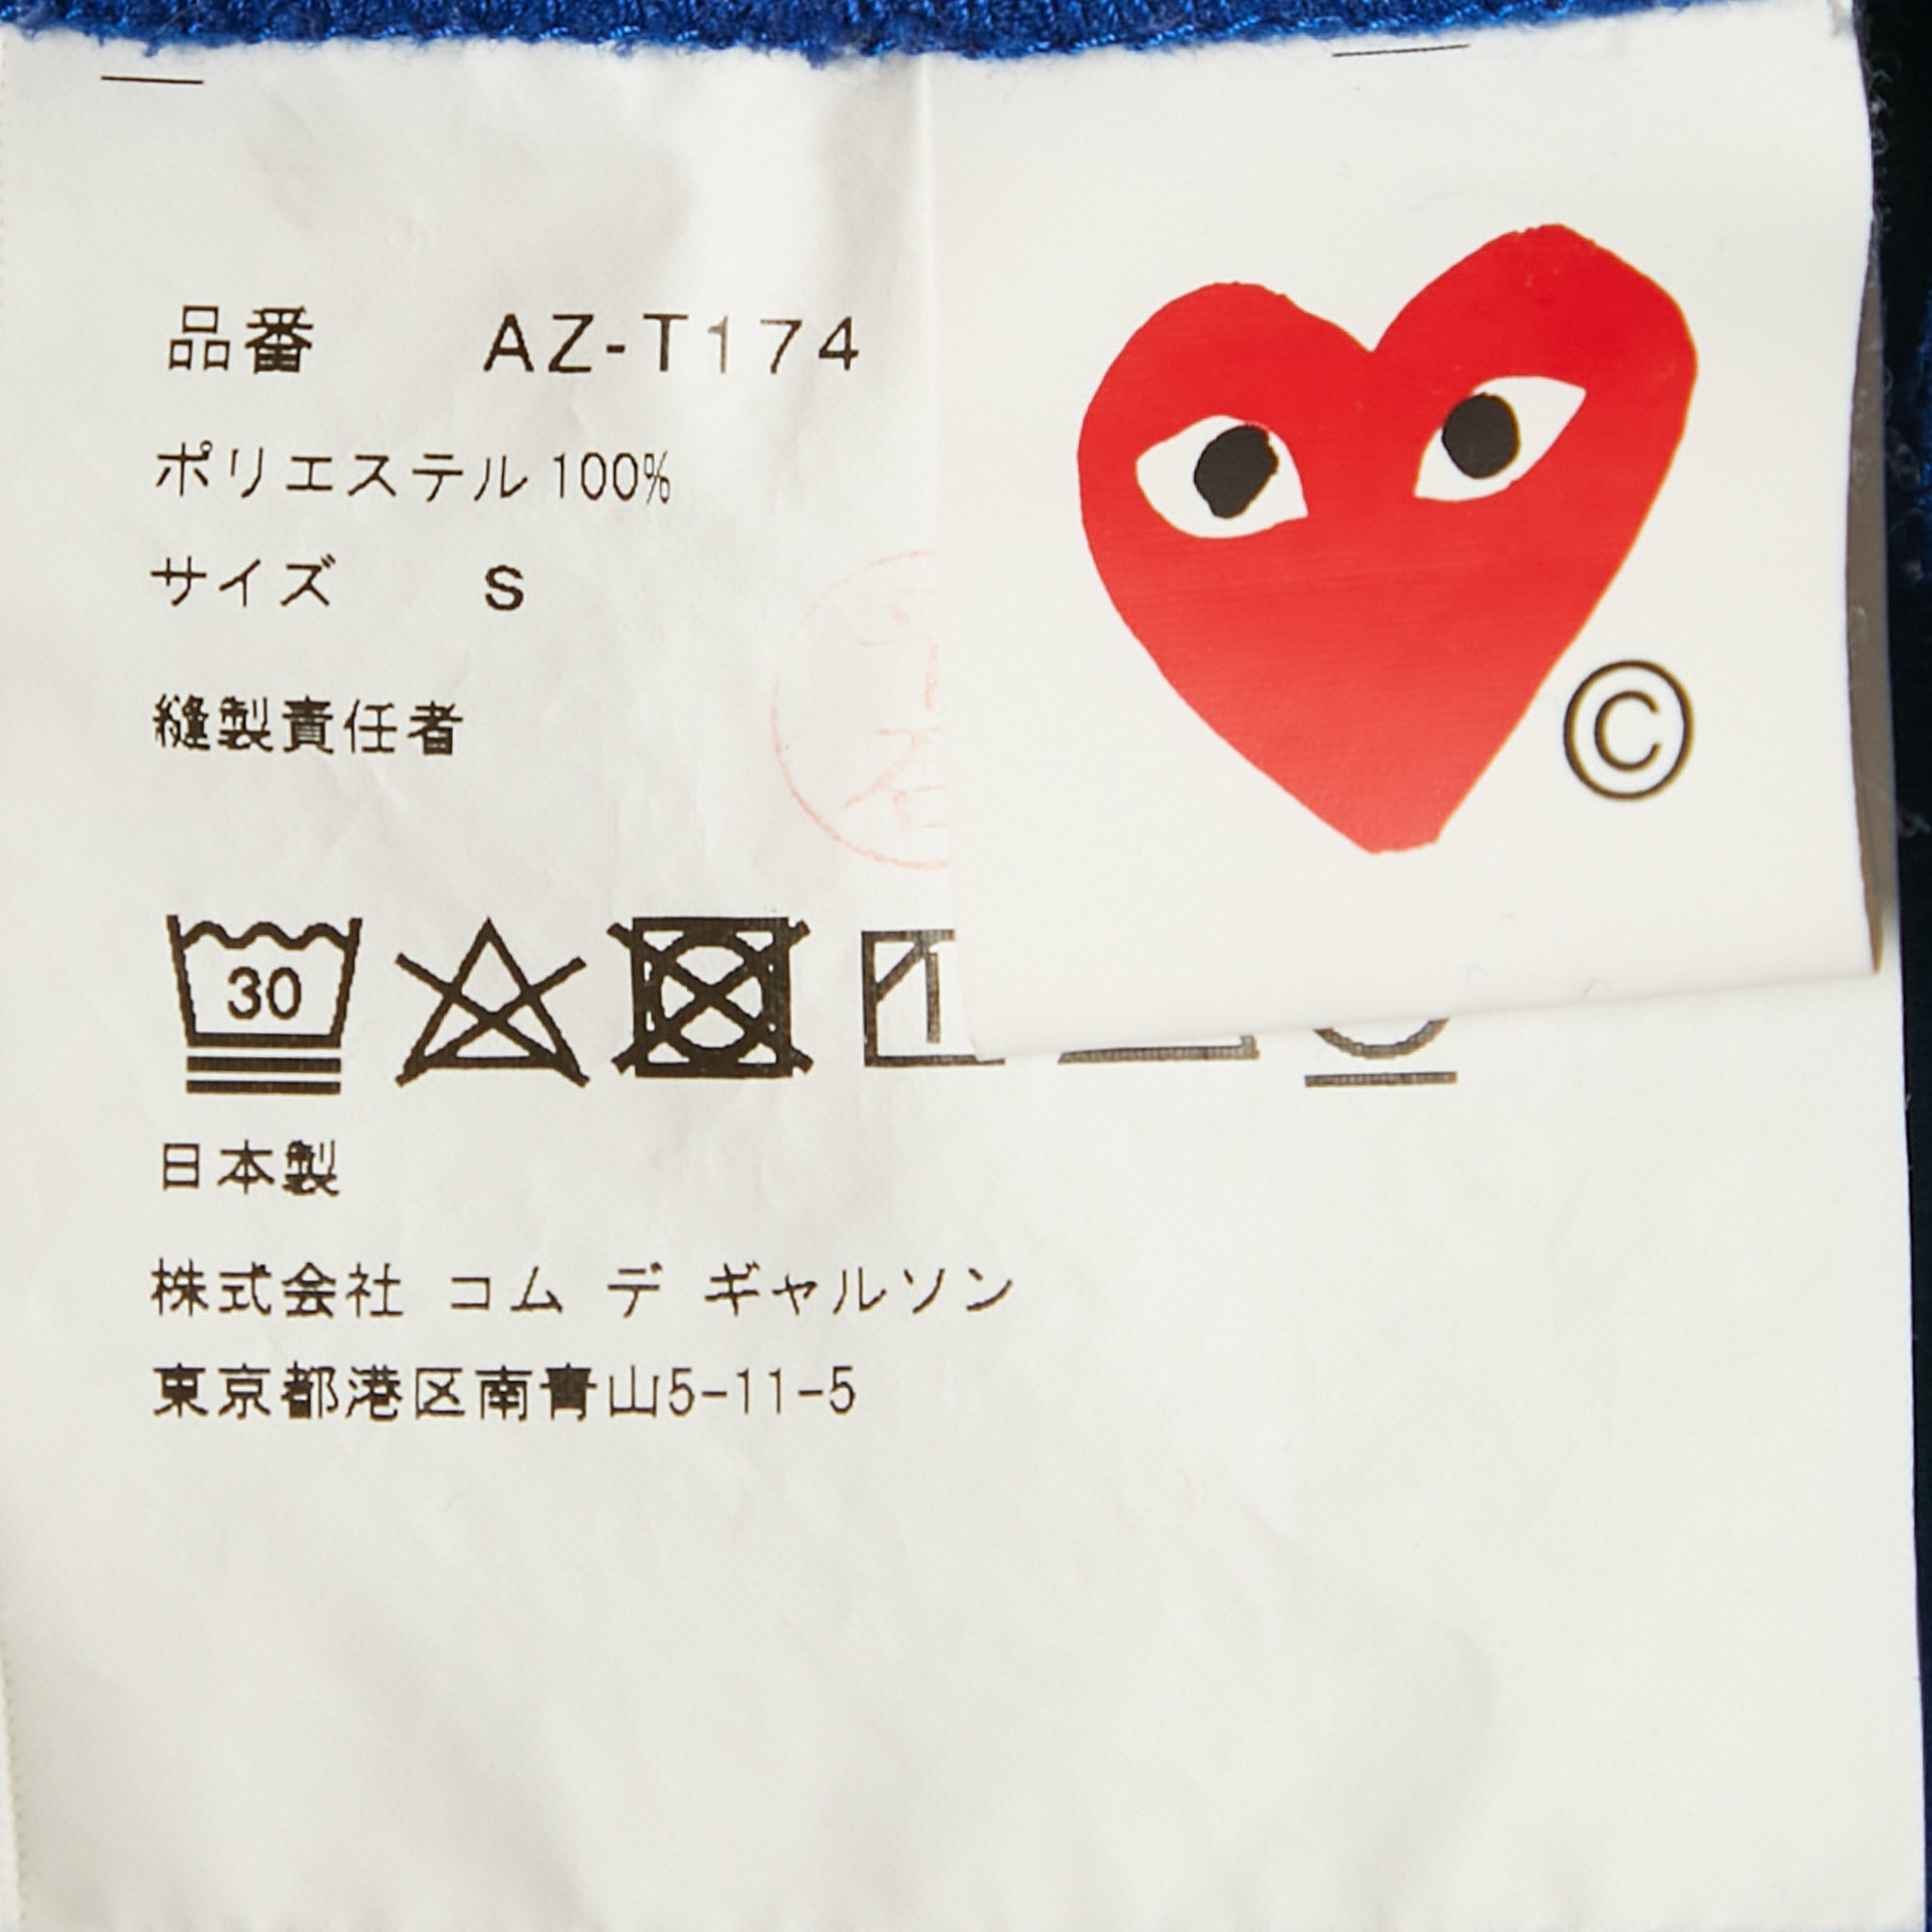 品番 AZ-T174
ポリエステル 100%
サイズ S
縫製責任者
©
30
日本製
株式会社 コム デ ギャルソン
東京都港区南青山5-11-5